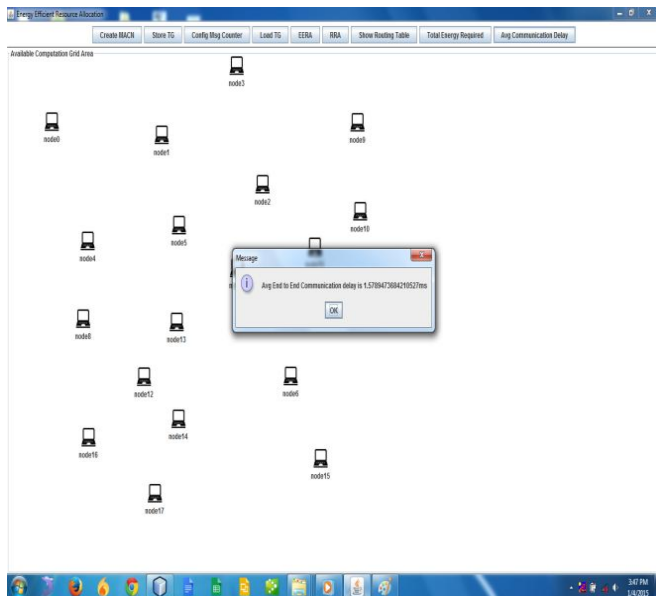 Energy Efficient Resource Allocation
Create MACN
Store TG
Config Msg Counter
Load TG
EERA
RRA
Show Routing Table
Total Energy Required
Avg Communication Delay
Available Computation Grid Area
node3
node0
node1
node9
node2
node10
node5
node4
Message
Avg End to End Communication delay is 1.5789473684210527ms
OK
node8
node13
node12
node6
node14
node16
node15
node17
3:47 PM
1/4/2015